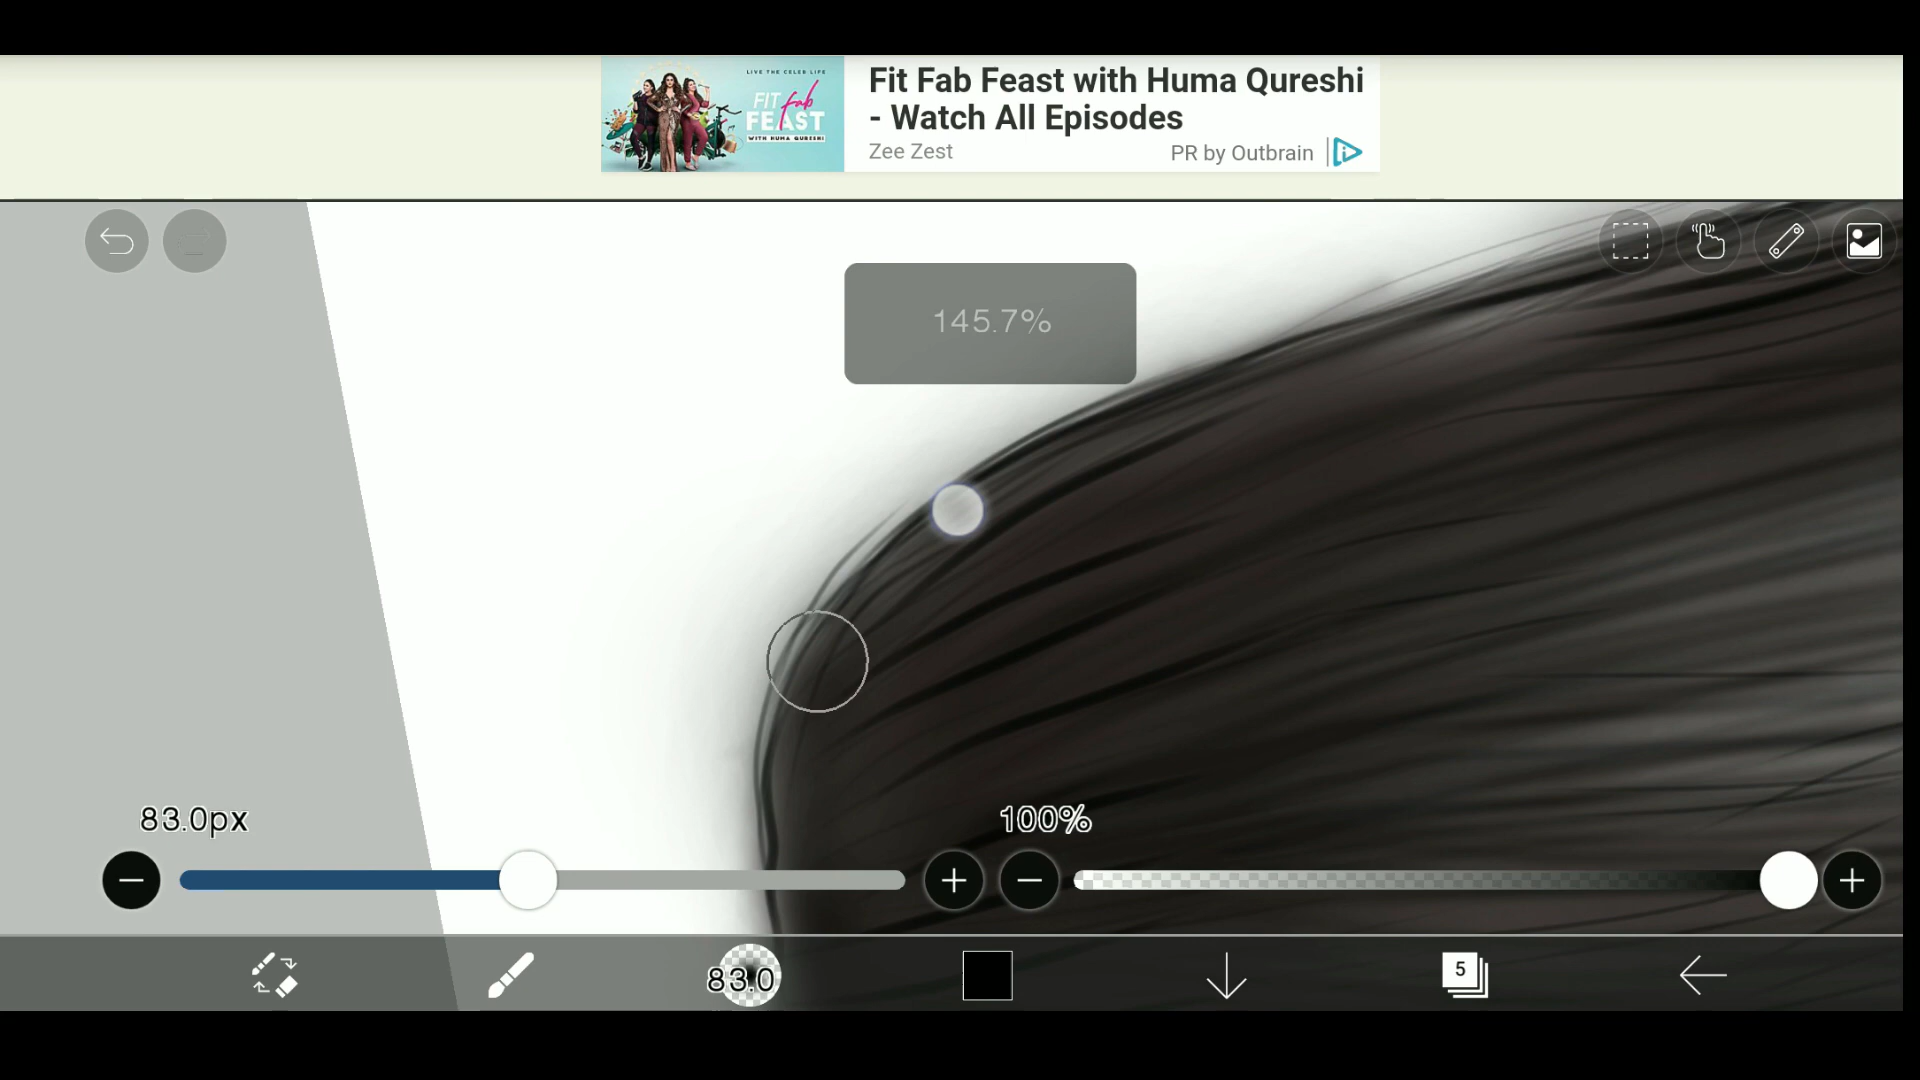 LIVE THE CELEB LIFE
FIT fab
FEAST
WITH HUMA QURESHI
Fit Fab Feast with Huma Qureshi
- Watch All Episodes
Zee Zest
PR by Outbrain
145.7%
83.0px
100%
83.0
5